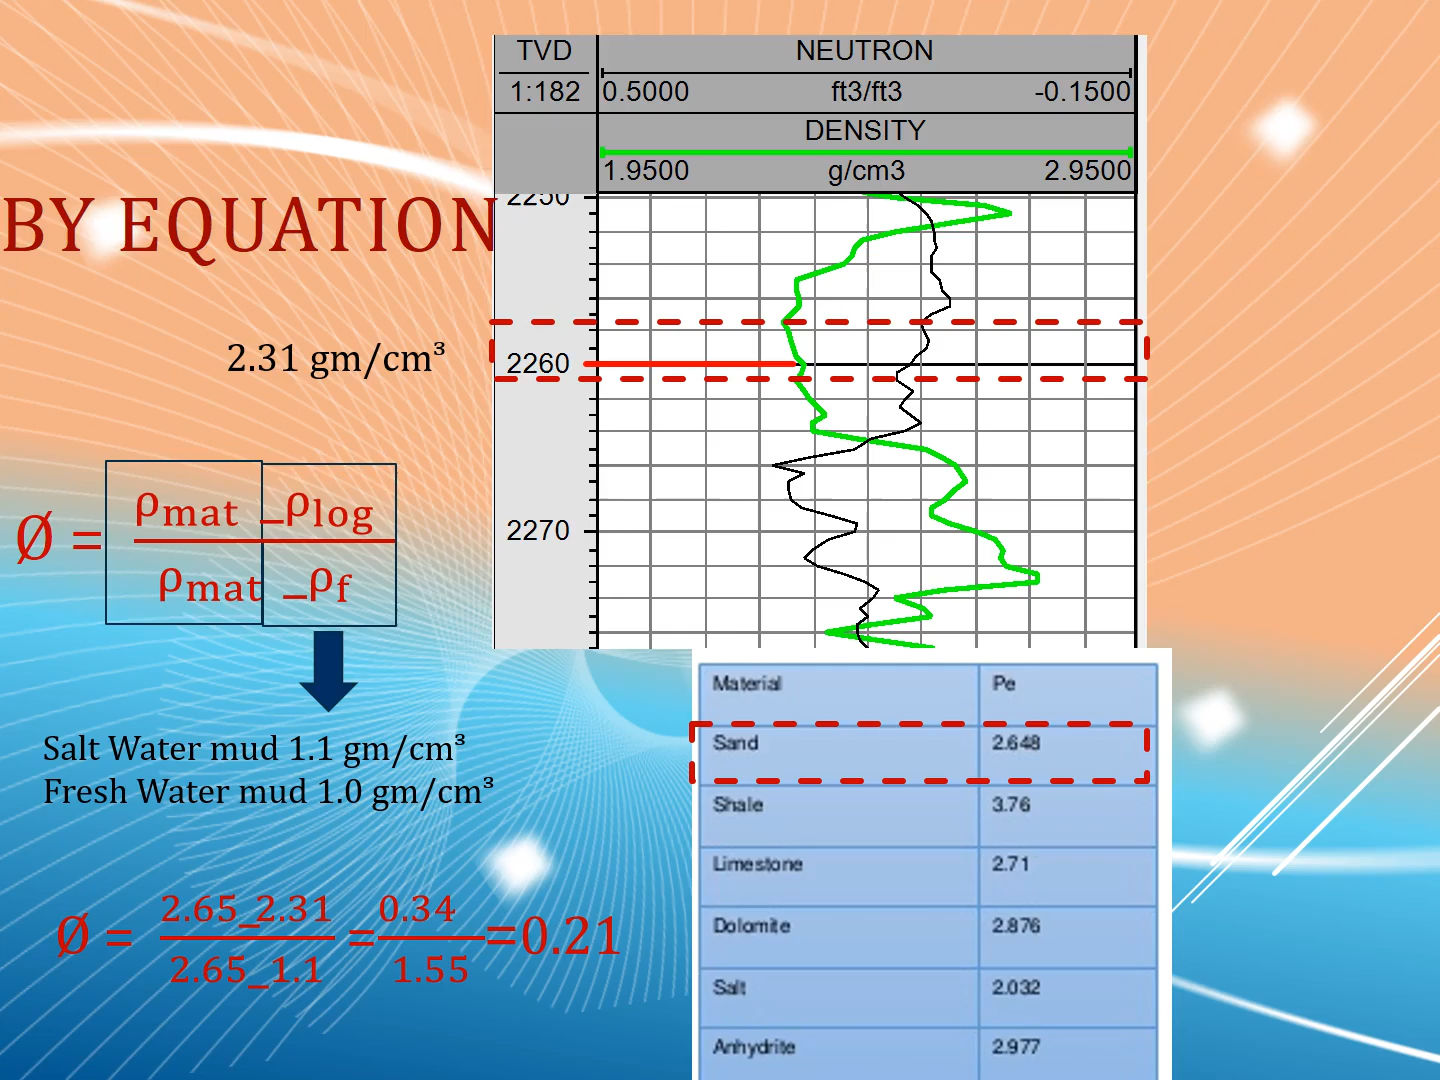 TVD NEUTRON
1:182 0.5000 ft3/ft3 -0.1500
DENSITY
1.9500 g/cm3 2.9500
2250
BY EQUATION
2.31 gm/cm³
2260
Ø = ρmat _ρlog
ρmat _ρf
2270
Salt Water mud 1.1 gm/cm³
Fresh Water mud 1.0 gm/cm³
Ø = 2.65_2.31 = 0.34 =0.21
2.65_1.1 1.55
Material Pe
Sand 2.648
Shale 3.76
Limestone 2.71
Dolomite 2.876
Salt 2.032
Anhydrite 2.977